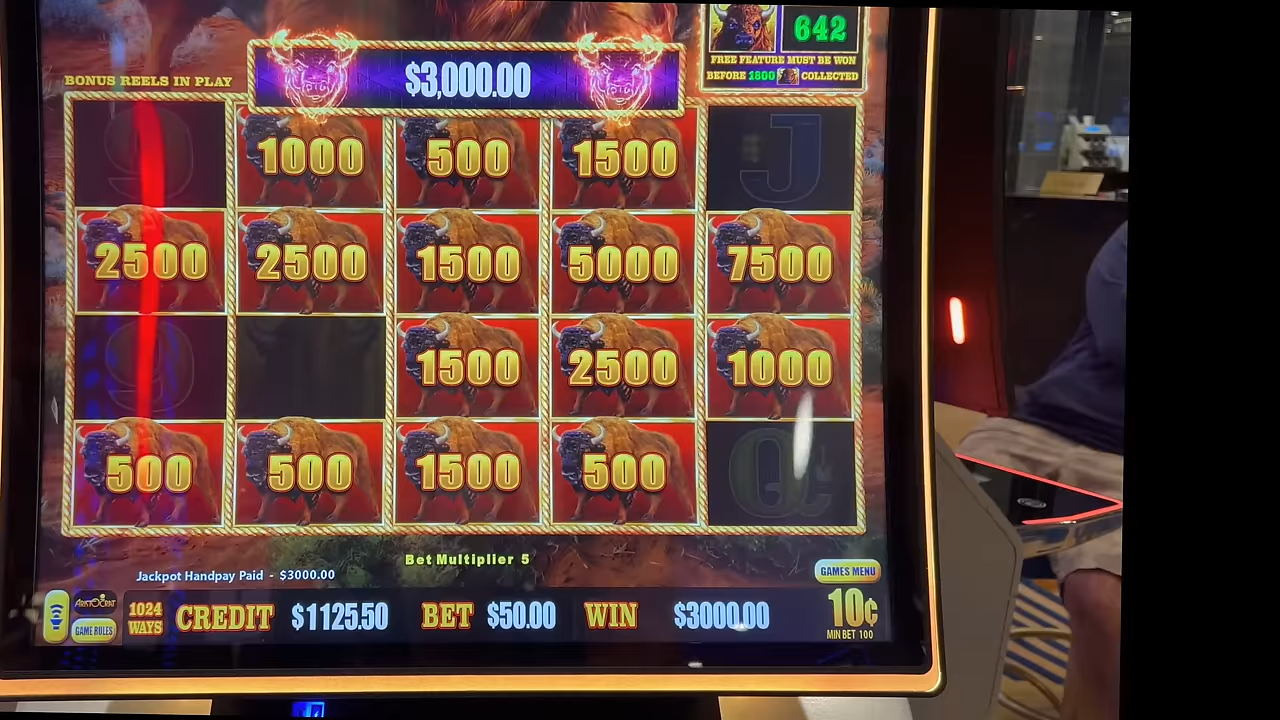 642
FREE FEATURE MUST BE WON
BEFORE 1800 COLLECTED
BONUS REELS IN PLAY
$3,000.00
9 1000 500 1500 J
2500 2500 1500 5000 7500
9 1500 2500 1000
500 500 1500 500 Q
Bet Multiplier 5
Jackpot Handpay Paid - $3000.00
GAMES MENU
ARISTOCRAT
GAME RULES
1024 WAYS
CREDIT $1125.50 BET $50.00 WIN $3000.00
10¢
MIN BET 100